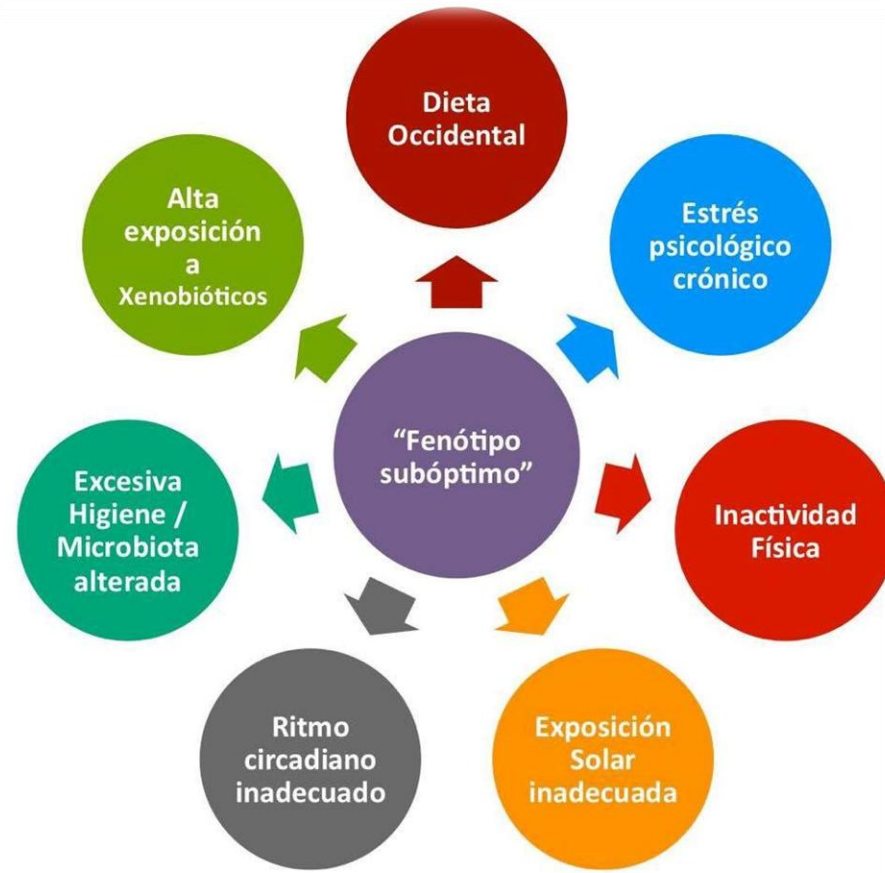 Dieta
Occidental
Estrés
psicológico
crónico
Inactividad
Física
Exposición
Solar
inadecuada
Ritmo
circadiano
inadecuado
Excesiva
Higiene /
Microbiota
alterada
Alta
exposición
a
Xenobióticos
“Fenótipo
subóptimo”